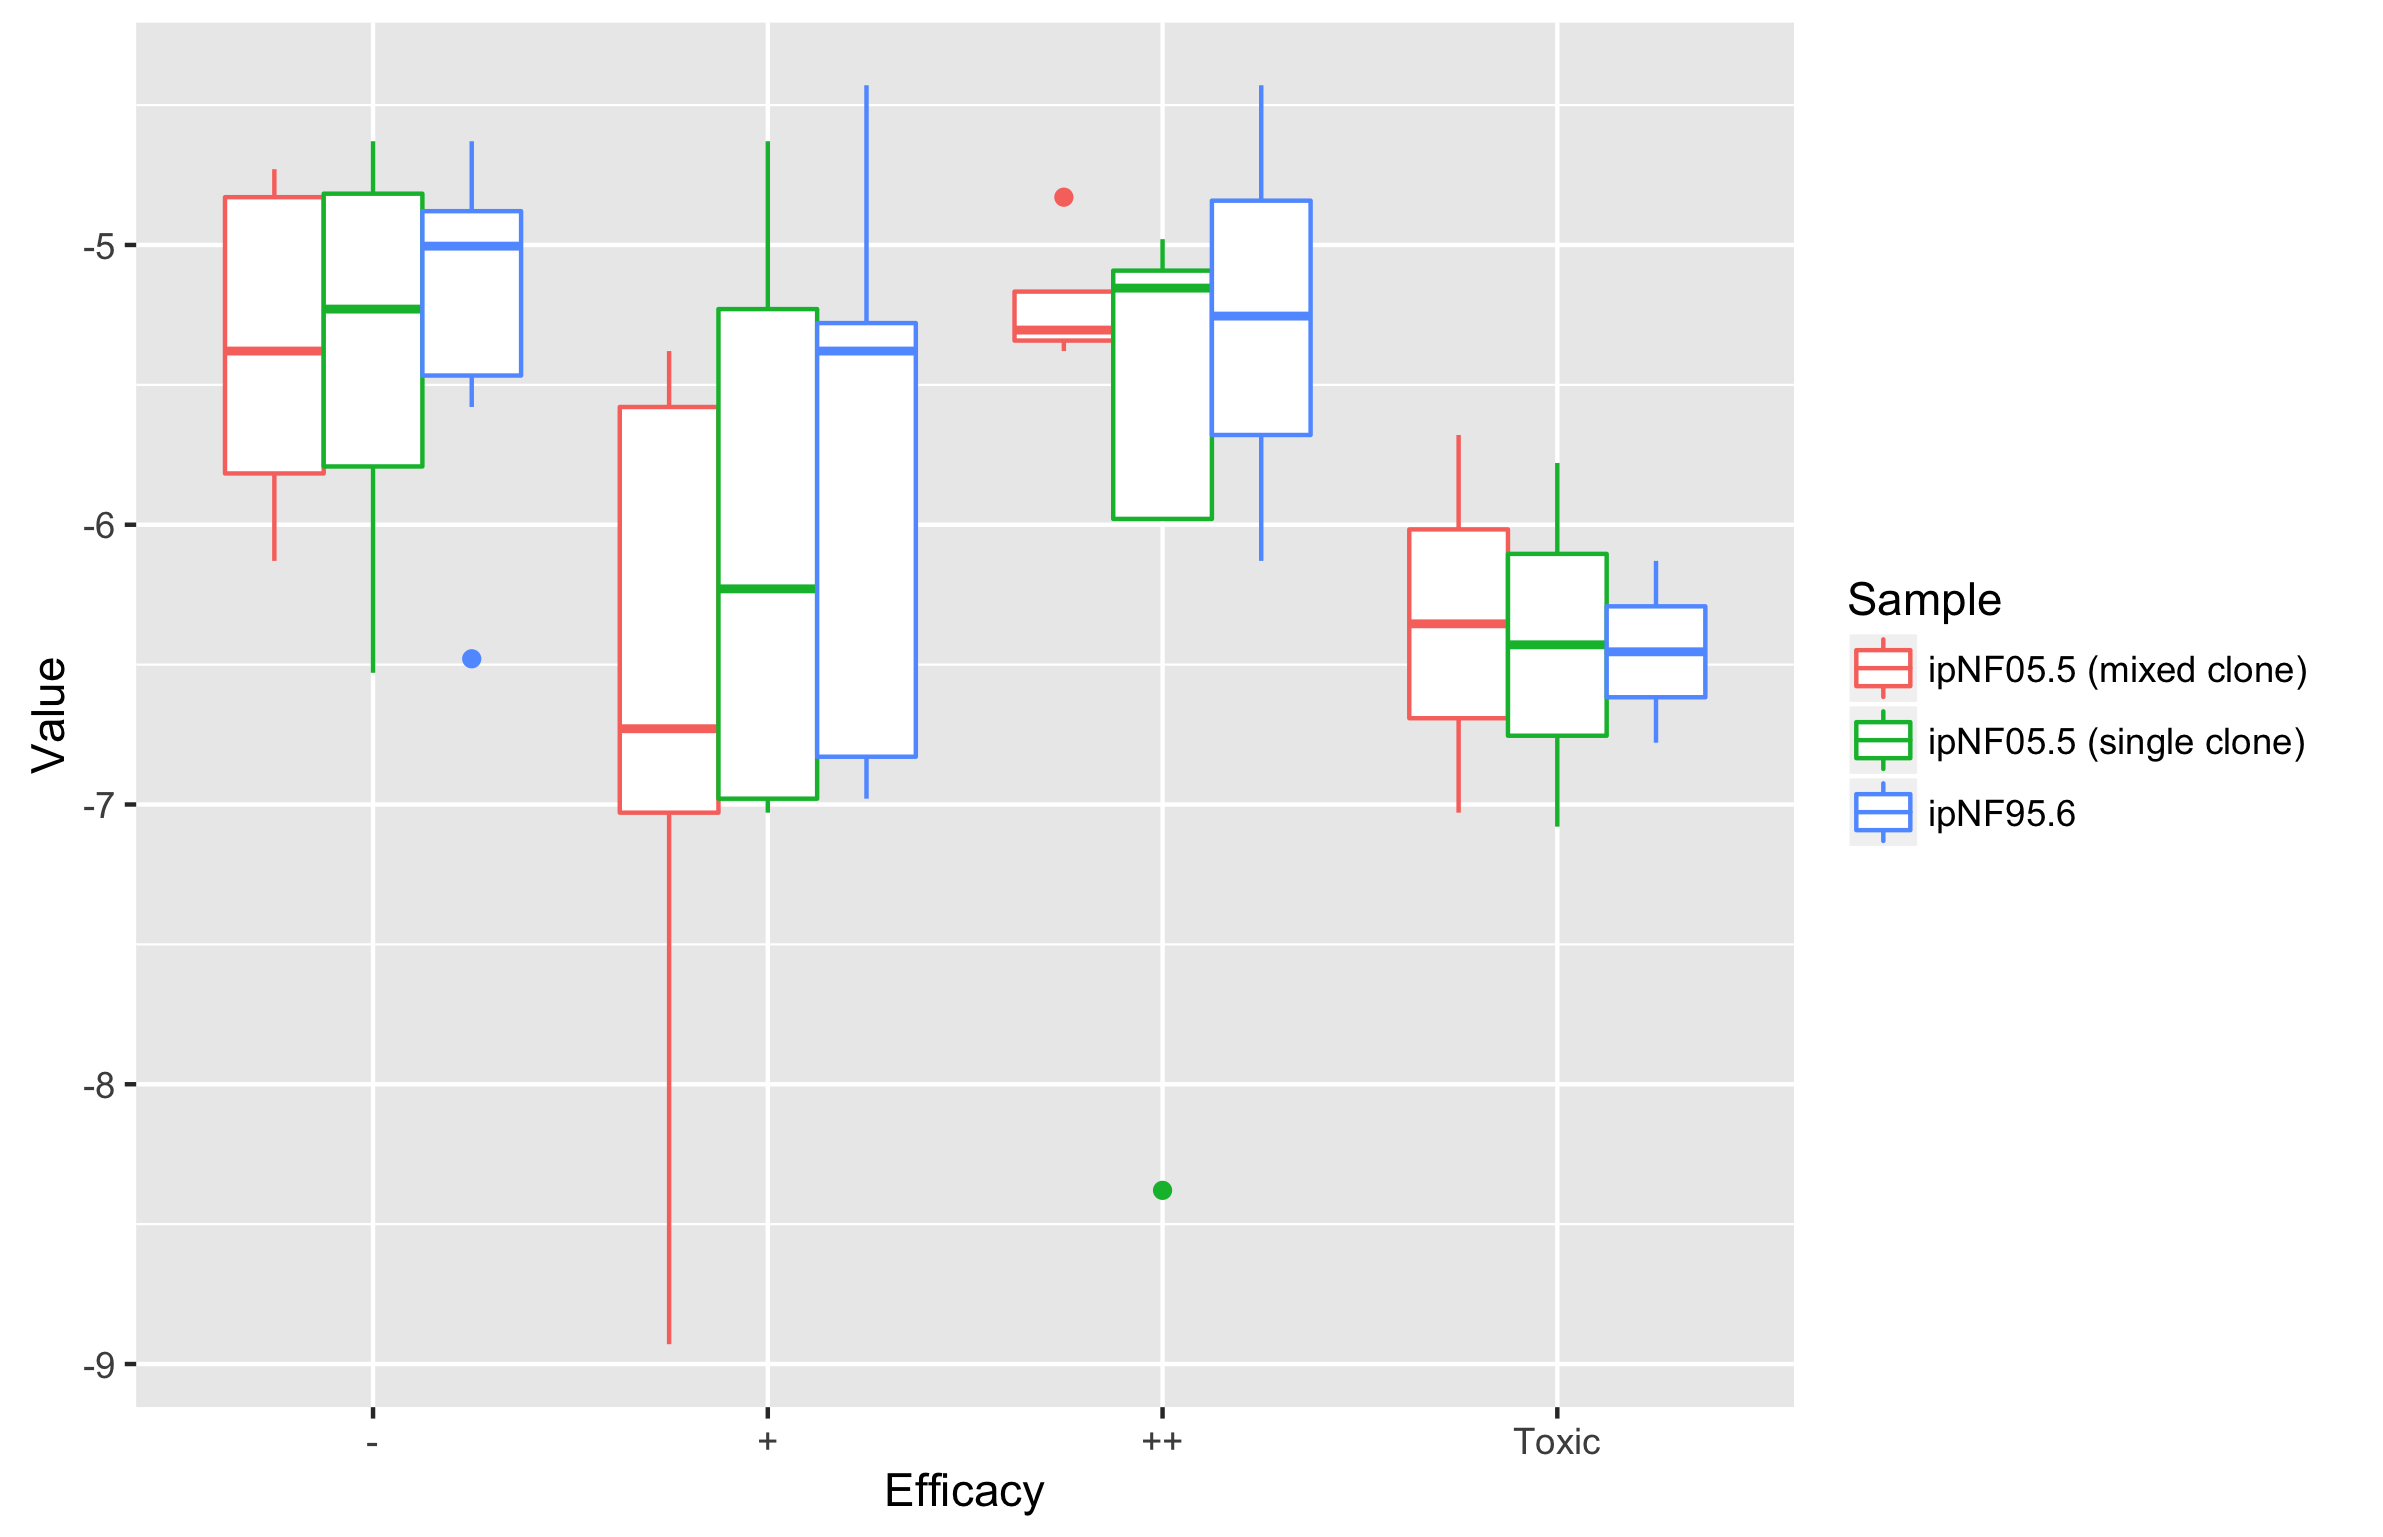 -5
-6
-7
-8
-9
Value
-
+
++
Toxic
Efficacy
Sample
ipNF05.5 (mixed clone)
ipNF05.5 (single clone)
ipNF95.6